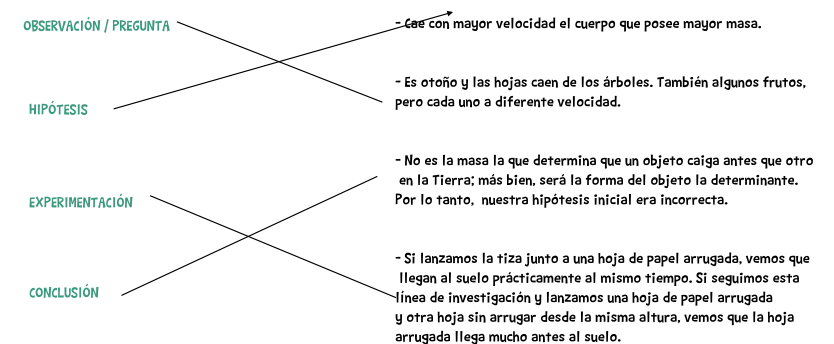 OBSERVACIÓN / PREGUNTA
- Cae con mayor velocidad el cuerpo que posee mayor masa.
- Es otoño y las hojas caen de los árboles. También algunos frutos,
pero cada uno a diferente velocidad.
HIPÓTESIS
- No es la masa la que determina que un objeto caiga antes que otro
en la Tierra; más bien, será la forma del objeto la determinante.
Por lo tanto, nuestra hipótesis inicial era incorrecta.
EXPERIMENTACIÓN
- Si lanzamos la tiza junto a una hoja de papel arrugada, vemos que
llegan al suelo prácticamente al mismo tiempo. Si seguimos esta
línea de investigación y lanzamos una hoja de papel arrugada
y otra hoja sin arrugar desde la misma altura, vemos que la hoja
arrugada llega mucho antes al suelo.
CONCLUSIÓN